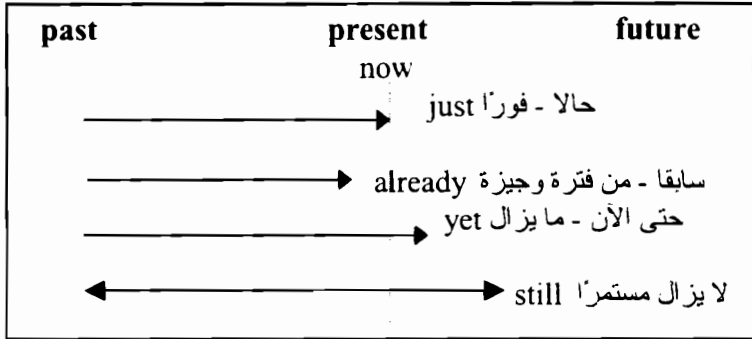 past present future
now
just حالا - فورًا
already سابقا - من فترة وجيزة
yet حتى الآن - ما يزال
still لا يزال مستمرًا